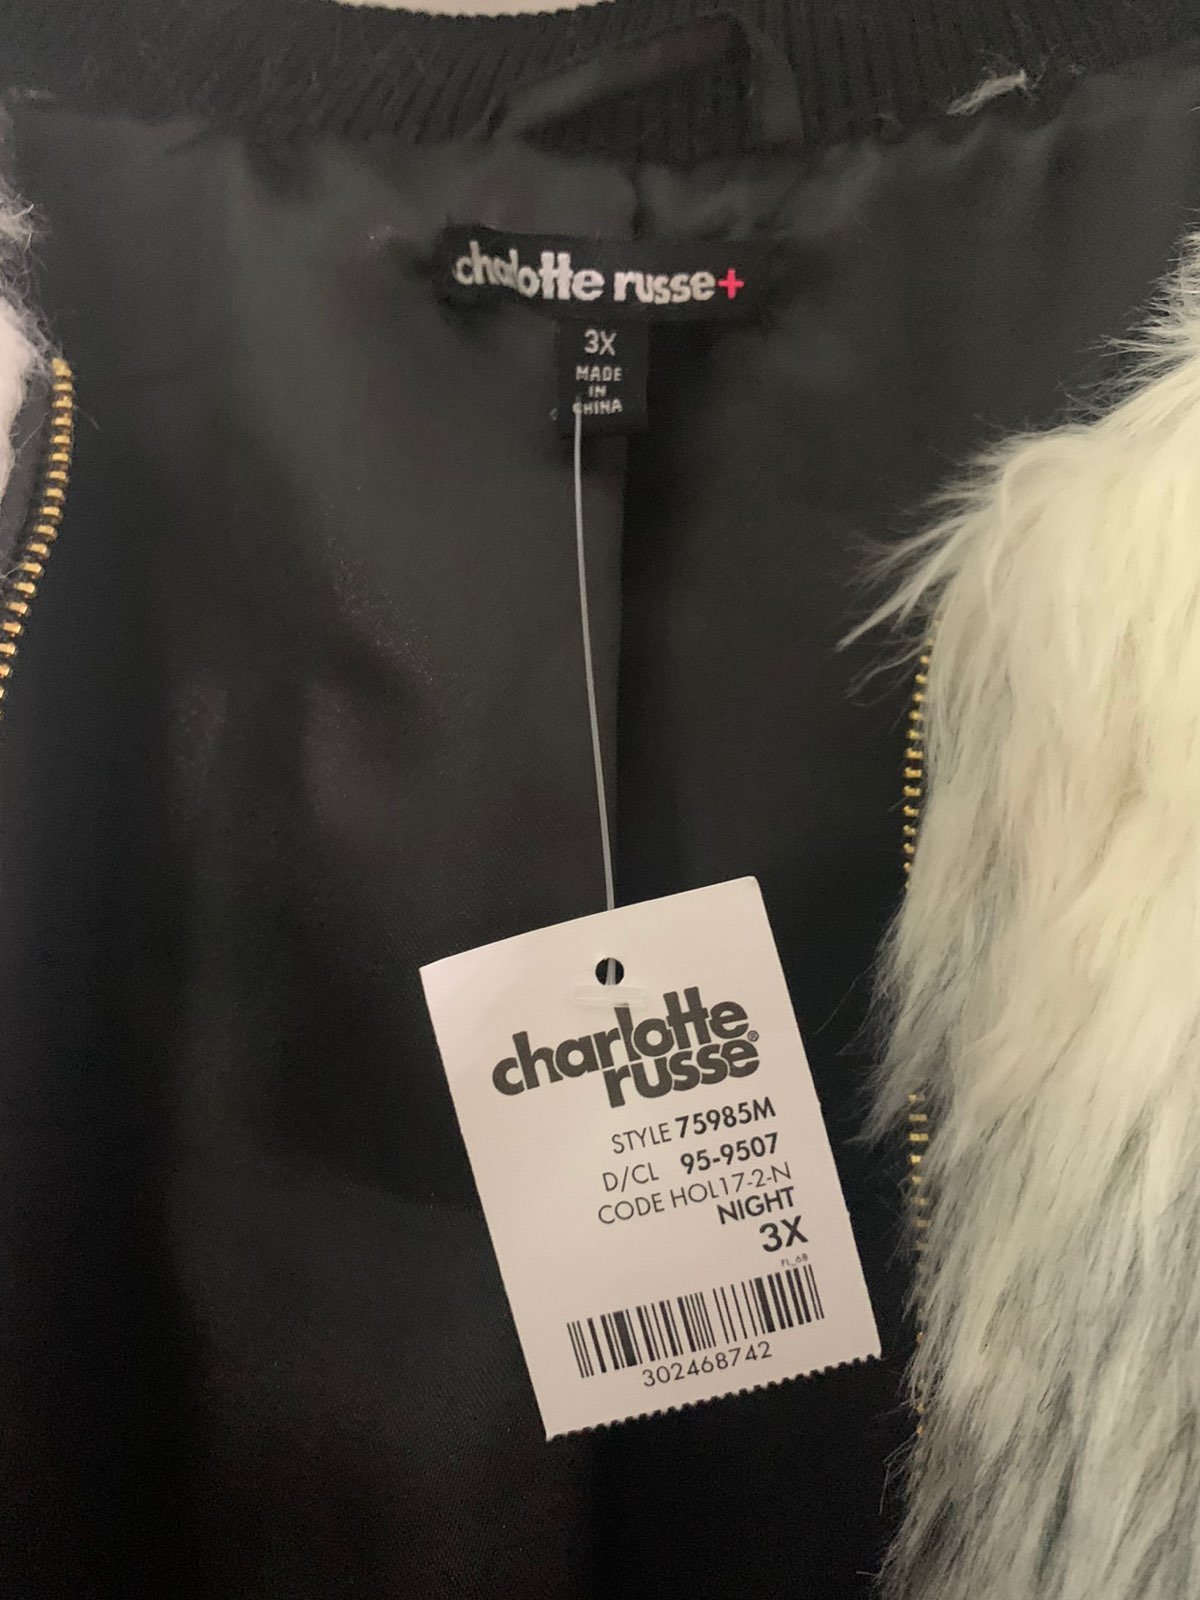 charlotte russe+
3X
MADE
IN
CHINA
charlotte
russe®
STYLE 75985M
D/CL 95-9507
CODE HOL17-2-N
NIGHT
3X
FL_6B
302468742